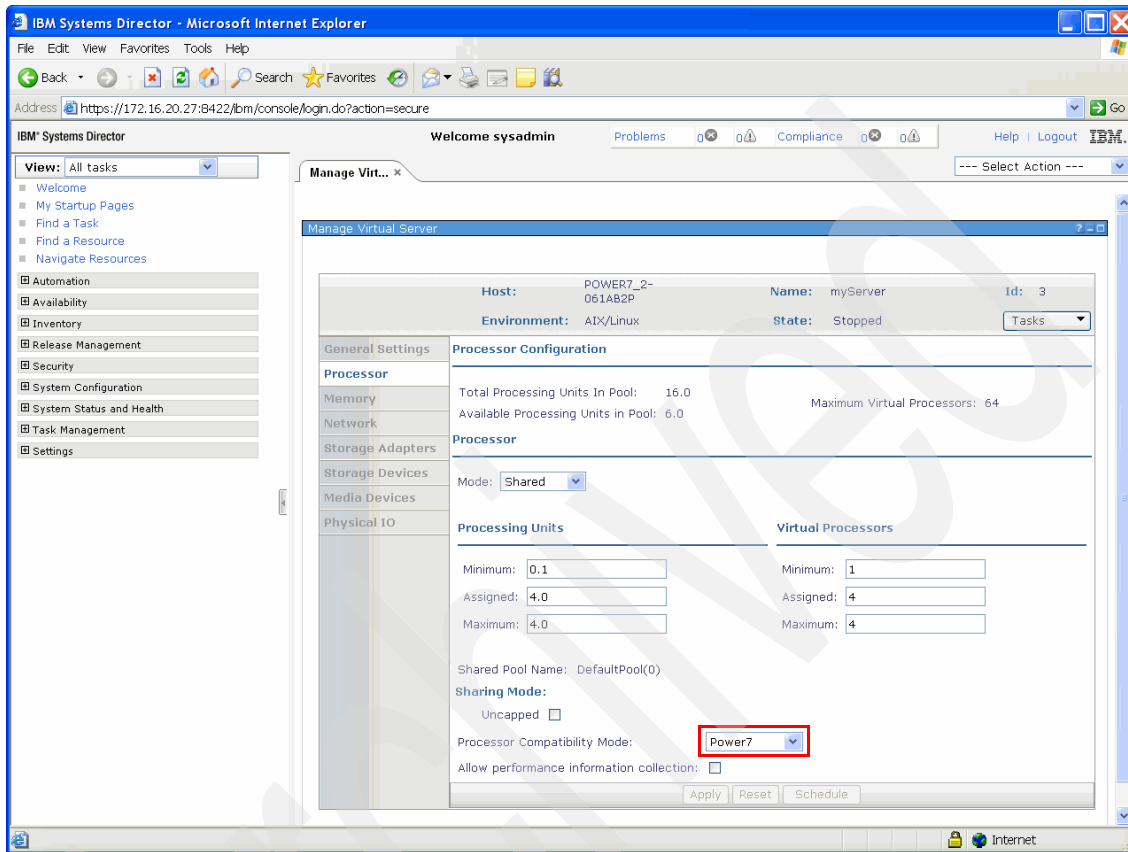 IBM Systems Director - Microsoft Internet Explorer
File Edit View Favorites Tools Help
Back Search Favorites
Address https://172.16.20.27:8422/ibm/console/login.do?action=secure Go
IBM® Systems Director Welcome sysadmin Problems 0 0 Compliance 0 0 Help | Logout IBM.
View: All tasks
Manage Virt... × --- Select Action ---
Welcome
My Startup Pages
Find a Task
Find a Resource
Navigate Resources
Automation
Availability
Inventory
Release Management
Security
System Configuration
System Status and Health
Task Management
Settings
Manage Virtual Server ?
Host: POWER7_2-
061AB2P
Name: myServer Id: 3
Environment: AIX/Linux State: Stopped Tasks
General Settings
Processor
Memory
Network
Storage Adapters
Storage Devices
Media Devices
Physical IO
Processor Configuration
Total Processing Units In Pool: 16.0
Maximum Virtual Processors: 64
Available Processing Units in Pool: 6.0
Processor
Mode: Shared
Processing Units Virtual Processors
Minimum: 0.1 Minimum: 1
Assigned: 4.0 Assigned: 4
Maximum: 4.0 Maximum: 4
Shared Pool Name: DefaultPool(0)
Sharing Mode:
Uncapped
Processor Compatibility Mode: Power7
Allow performance information collection:
Apply Reset Schedule
Internet